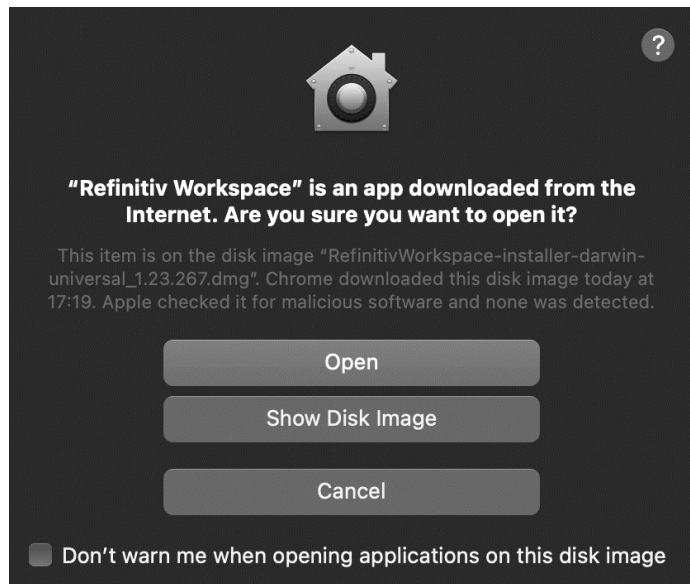 ?
“Refinitiv Workspace” is an app downloaded from the
Internet. Are you sure you want to open it?
This item is on the disk image “RefinitivWorkspace-installer-darwin-
universal_1.23.267.dmg”. Chrome downloaded this disk image today at
17:19. Apple checked it for malicious software and none was detected.
Open
Show Disk Image
Cancel
Don’t warn me when opening applications on this disk image